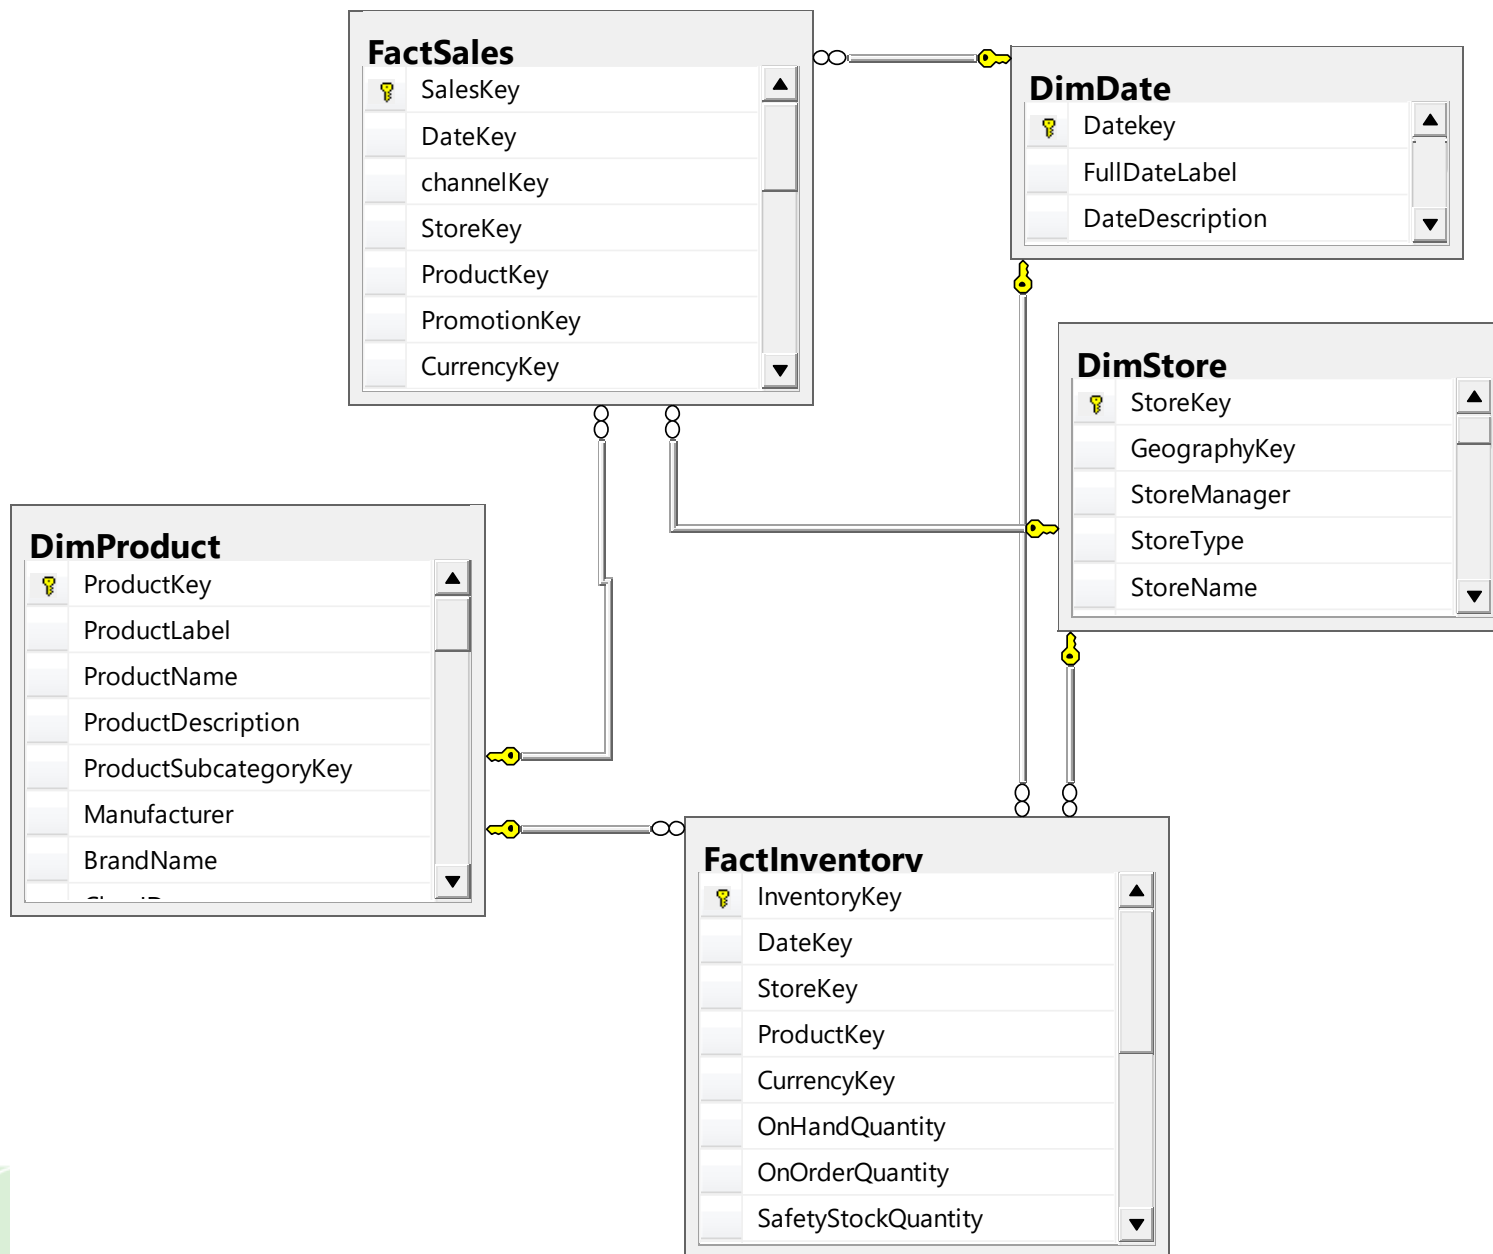 FactSales
SalesKey
DateKey
channelKey
StoreKey
ProductKey
PromotionKey
CurrencyKey
DimDate
Datekey
FullDateLabel
DateDescription
DimStore
StoreKey
GeographyKey
StoreManager
StoreType
StoreName
DimProduct
ProductKey
ProductLabel
ProductName
ProductDescription
ProductSubcategoryKey
Manufacturer
BrandName
FactInventory
InventoryKey
DateKey
StoreKey
ProductKey
CurrencyKey
OnHandQuantity
OnOrderQuantity
SafetyStockQuantity